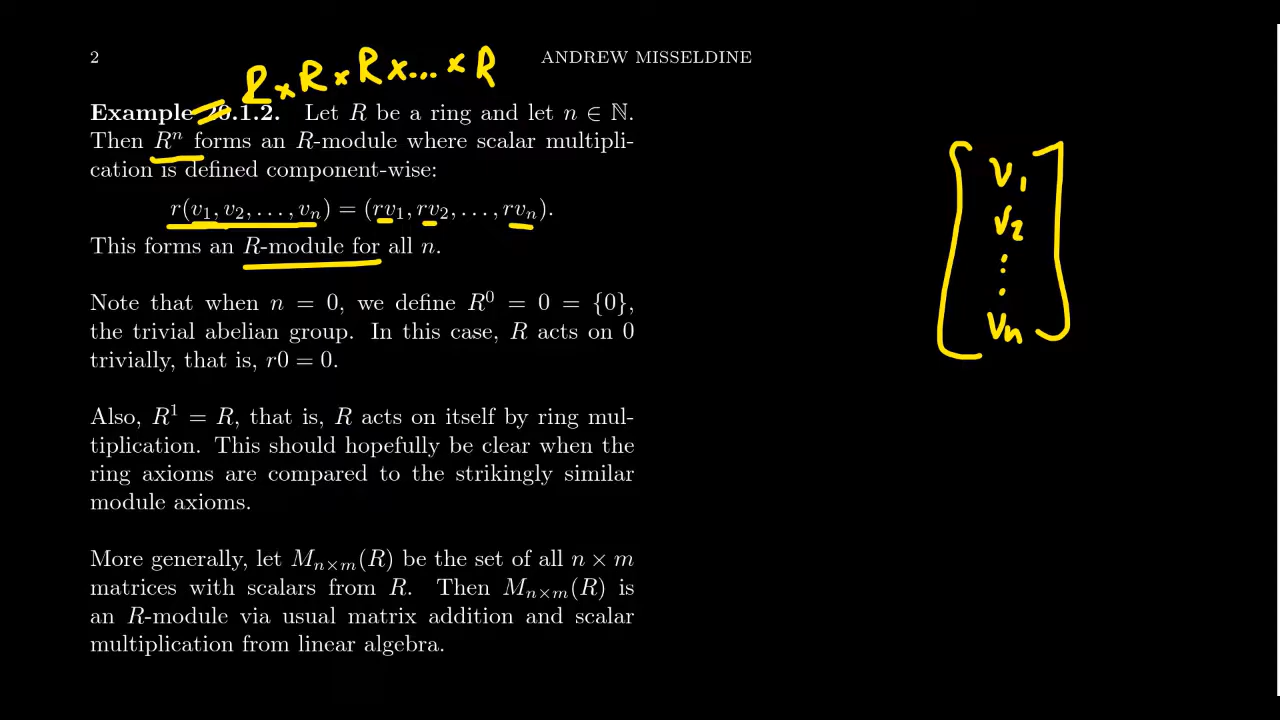 2 ANDREW MISSELDINE
= R × R × R × ... × R
Example 20.1.2. Let R be a ring and let n ∈ ℕ.
Then Rⁿ forms an R-module where scalar multipli-
cation is defined component-wise:
r(v₁, v₂, . . . , vₙ) = (rv₁, rv₂, . . . , rvₙ).
This forms an R-module for all n.
Note that when n = 0, we define R⁰ = 0 = {0},
the trivial abelian group. In this case, R acts on 0
trivially, that is, r0 = 0.
Also, R¹ = R, that is, R acts on itself by ring mul-
tiplication. This should hopefully be clear when the
ring axioms are compared to the strikingly similar
module axioms.
More generally, let Mₙ×ₘ(R) be the set of all n × m
matrices with scalars from R. Then Mₙ×ₘ(R) is
an R-module via usual matrix addition and scalar
multiplication from linear algebra.
v₁
v₂
⋮
vₙ